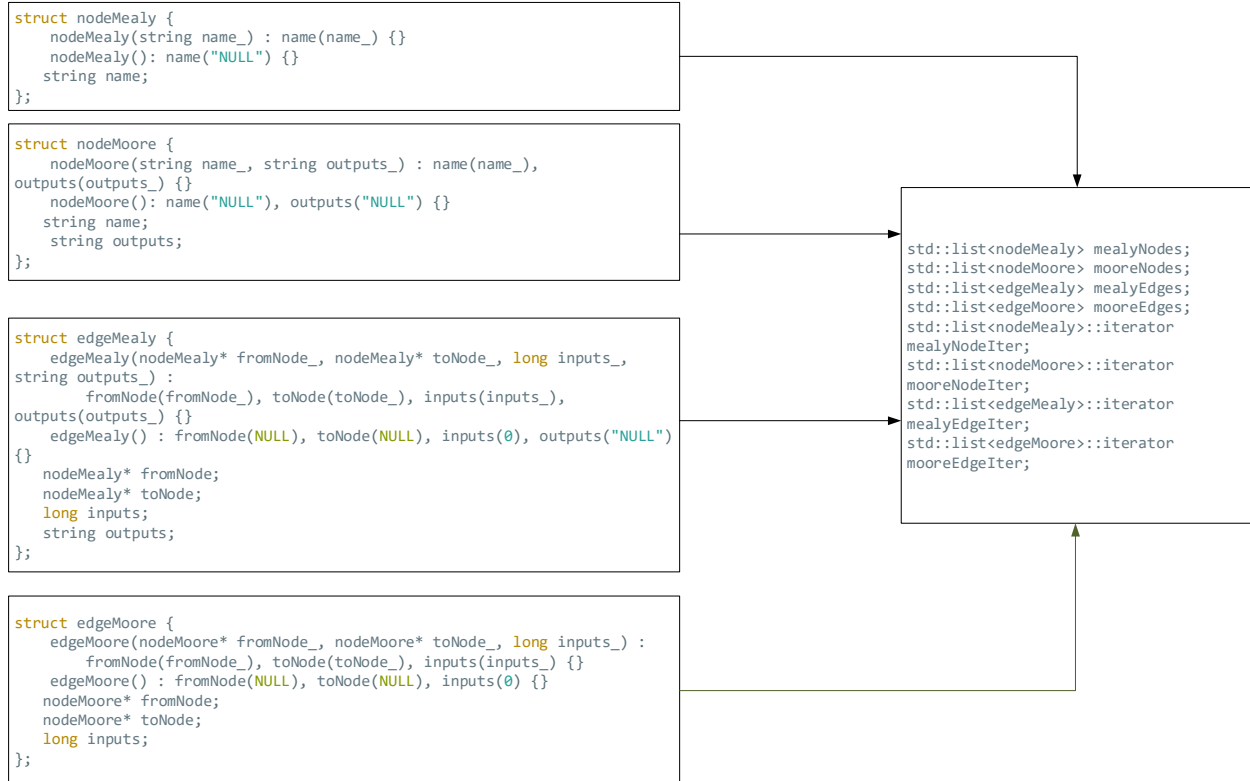 struct nodeMealy {
    nodeMealy(string name_) : name(name_) {}
    nodeMealy(): name("NULL") {}
   string name;
};
struct nodeMoore {
    nodeMoore(string name_, string outputs_) : name(name_),
outputs(outputs_) {}
    nodeMoore(): name("NULL"), outputs("NULL") {}
   string name;
    string outputs;
};
struct edgeMealy {
    edgeMealy(nodeMealy* fromNode_, nodeMealy* toNode_, long inputs_,
string outputs_) :
        fromNode(fromNode_), toNode(toNode_), inputs(inputs_),
outputs(outputs_) {}
    edgeMealy() : fromNode(NULL), toNode(NULL), inputs(0), outputs("NULL")
{}
   nodeMealy* fromNode;
   nodeMealy* toNode;
   long inputs;
   string outputs;
};
struct edgeMoore {
    edgeMoore(nodeMoore* fromNode_, nodeMoore* toNode_, long inputs_) :
        fromNode(fromNode_), toNode(toNode_), inputs(inputs_) {}
    edgeMoore() : fromNode(NULL), toNode(NULL), inputs(0) {}
   nodeMoore* fromNode;
   nodeMoore* toNode;
   long inputs;
};
std::list<nodeMealy> mealyNodes;
std::list<nodeMoore> mooreNodes;
std::list<edgeMealy> mealyEdges;
std::list<edgeMoore> mooreEdges;
std::list<nodeMealy>::iterator
mealyNodeIter;
std::list<nodeMoore>::iterator
mooreNodeIter;
std::list<edgeMealy>::iterator
mealyEdgeIter;
std::list<edgeMoore>::iterator
mooreEdgeIter;